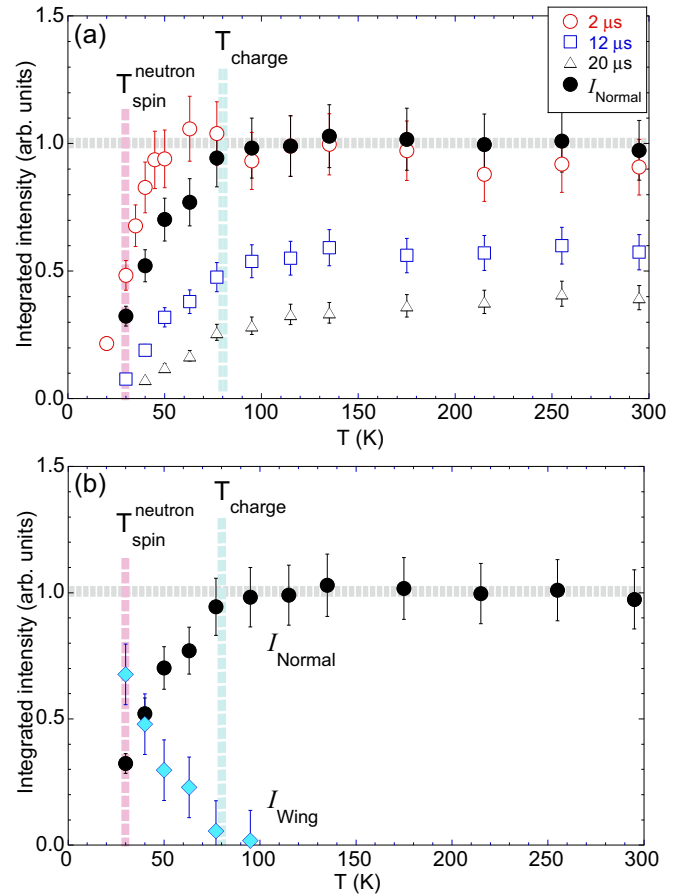 (a)
T neutron spin
T charge
2 μs
12 μs
20 μs
I Normal
Integrated intensity (arb. units)
1.5
1.0
0.5
0.0
0 50 100 150 200 250 300
T (K)
(b)
T neutron spin
T charge
I Normal
I Wing
Integrated intensity (arb. units)
1.5
1.0
0.5
0.0
0 50 100 150 200 250 300
T (K)